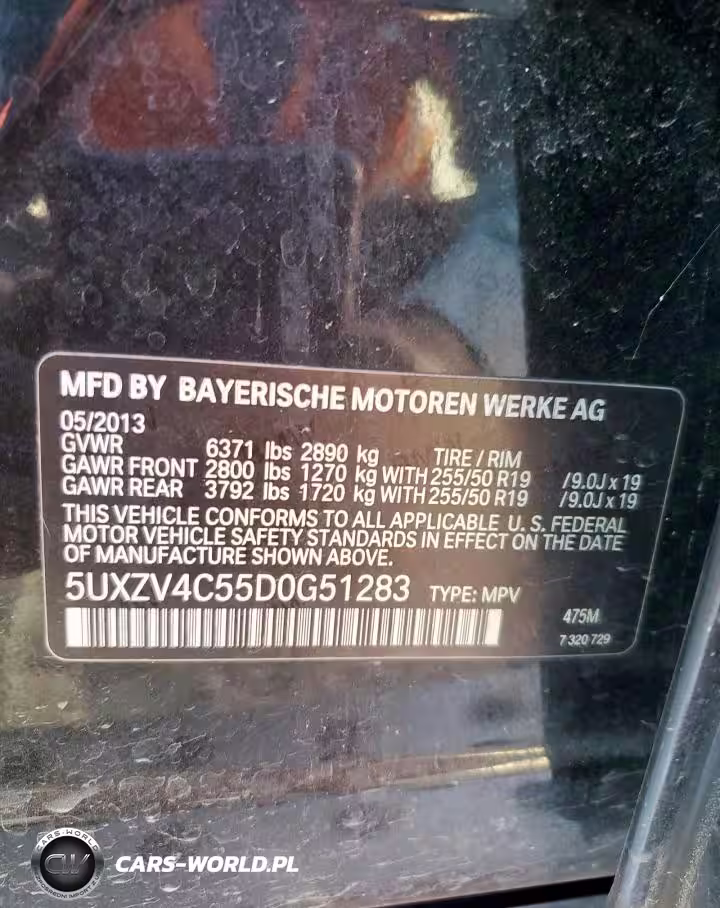 MFD BY BAYERISCHE MOTOREN WERKE AG
05/2013
GVWR 6371 lbs 2890 kg TIRE / RIM
GAWR FRONT 2800 lbs 1270 kg WITH 255/50 R19 /9.0J x 19
GAWR REAR 3792 lbs 1720 kg WITH 255/50 R19 /9.0J x 19
THIS VEHICLE CONFORMS TO ALL APPLICABLE U. S. FEDERAL
MOTOR VEHICLE SAFETY STANDARDS IN EFFECT ON THE DATE
OF MANUFACTURE SHOWN ABOVE.
5UXZV4C55D0G51283 TYPE: MPV
475M
7 320 729
CARS-WORLD
CW
CARS-WORLD.PL